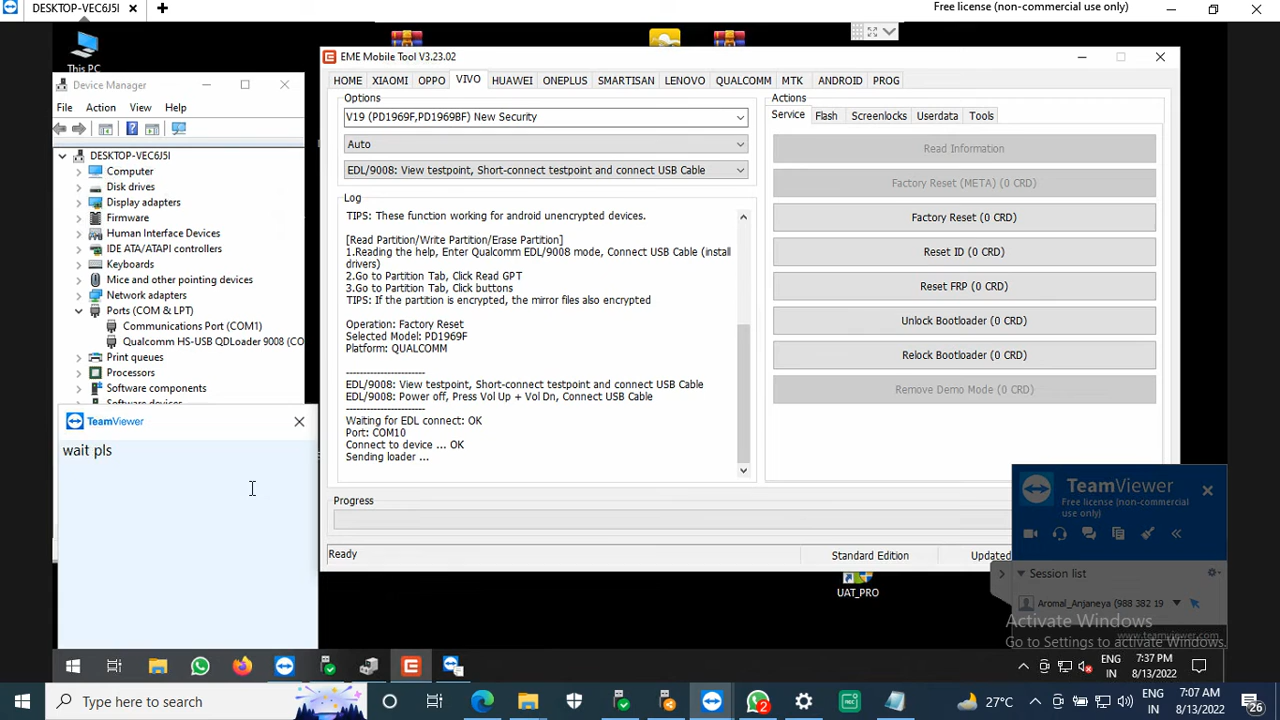 DESKTOP-VEC6J5I
Free license (non-commercial use only)
This PC
Device Manager
File Action View Help
DESKTOP-VEC6J5I
Computer
Disk drives
Display adapters
Firmware
Human Interface Devices
IDE ATA/ATAPI controllers
Keyboards
Mice and other pointing devices
Network adapters
Ports (COM & LPT)
Communications Port (COM1)
Qualcomm HS-USB QDLoader 9008 (CO
Print queues
Processors
Software components
Software devices
TeamViewer
wait pls
EME Mobile Tool V3.23.02
HOME XIAOMI OPPO VIVO HUAWEI ONEPLUS SMARTISAN LENOVO QUALCOMM MTK ANDROID PROG
Options
V19 (PD1969F,PD1969BF) New Security
Auto
EDL/9008: View testpoint, Short-connect testpoint and connect USB Cable
Log
TIPS: These function working for android unencrypted devices.
[Read Partition/Write Partition/Erase Partition]
1.Reading the help, Enter Qualcomm EDL/9008 mode, Connect USB Cable (install
drivers)
2.Go to Partition Tab, Click Read GPT
3.Go to Partition Tab, Click buttons
TIPS: If the partition is encrypted, the mirror files also encrypted
Operation: Factory Reset
Selected Model: PD1969F
Platform: QUALCOMM
-----------------------
EDL/9008: View testpoint, Short-connect testpoint and connect USB Cable
EDL/9008: Power off, Press Vol Up + Vol Dn, Connect USB Cable
-----------------------
Waiting for EDL connect: OK
Port: COM10
Connect to device ... OK
Sending loader ...
Actions
Service Flash Screenlocks Userdata Tools
Read Information
Factory Reset (META) (0 CRD)
Factory Reset (0 CRD)
Reset ID (0 CRD)
Reset FRP (0 CRD)
Unlock Bootloader (0 CRD)
Relock Bootloader (0 CRD)
Remove Demo Mode (0 CRD)
Progress
Ready
Standard Edition
Updated
UAT_PRO
TeamViewer
Free license (non-commercial
use only)
Session list
Aromal_Anjaneya (988 382 19
Activate Windows
www.teamviewer.com
Go to Settings to activate Windows.
ENG
IN
7:37 PM
8/13/2022
Type here to search
2
27°C
ENG
IN
7:07 AM
8/13/2022
26